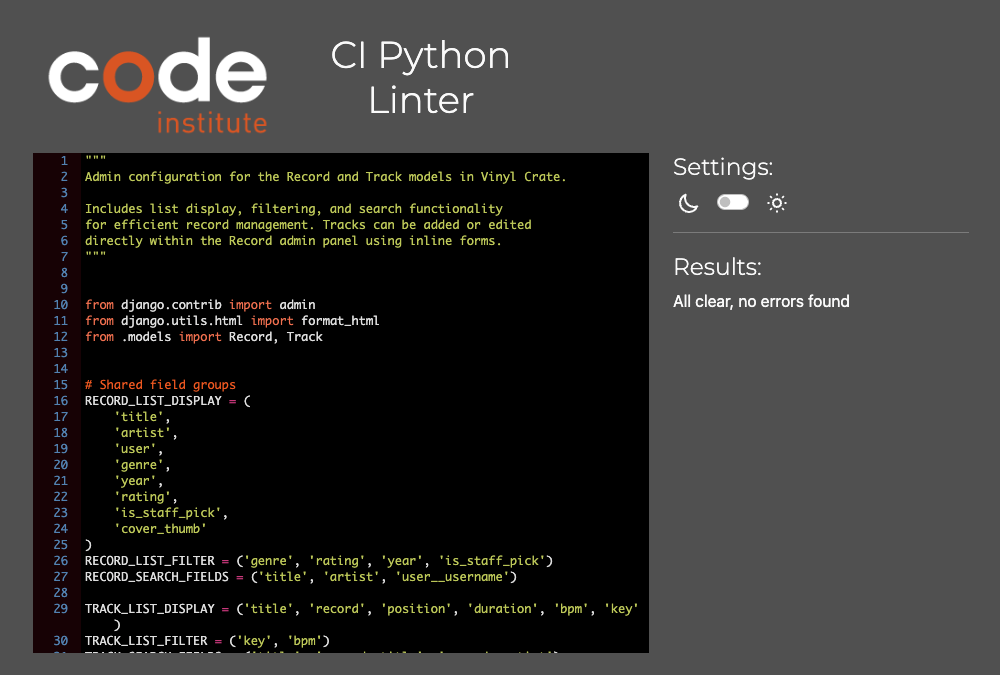 code
institute
CI Python
Linter
1 """
2 Admin configuration for the Record and Track models in Vinyl Crate.
3
4 Includes list display, filtering, and search functionality
5 for efficient record management. Tracks can be added or edited
6 directly within the Record admin panel using inline forms.
7 """
8
9
10 from django.contrib import admin
11 from django.utils.html import format_html
12 from .models import Record, Track
13
14
15 # Shared field groups
16 RECORD_LIST_DISPLAY = (
17 'title',
18 'artist',
19 'user',
20 'genre',
21 'year',
22 'rating',
23 'is_staff_pick',
24 'cover_thumb'
25 )
26 RECORD_LIST_FILTER = ('genre', 'rating', 'year', 'is_staff_pick')
27 RECORD_SEARCH_FIELDS = ('title', 'artist', 'user__username')
28
29 TRACK_LIST_DISPLAY = ('title', 'record', 'position', 'duration', 'bpm', 'key'
)
30 TRACK_LIST_FILTER = ('key', 'bpm')
Settings:
Results:
All clear, no errors found